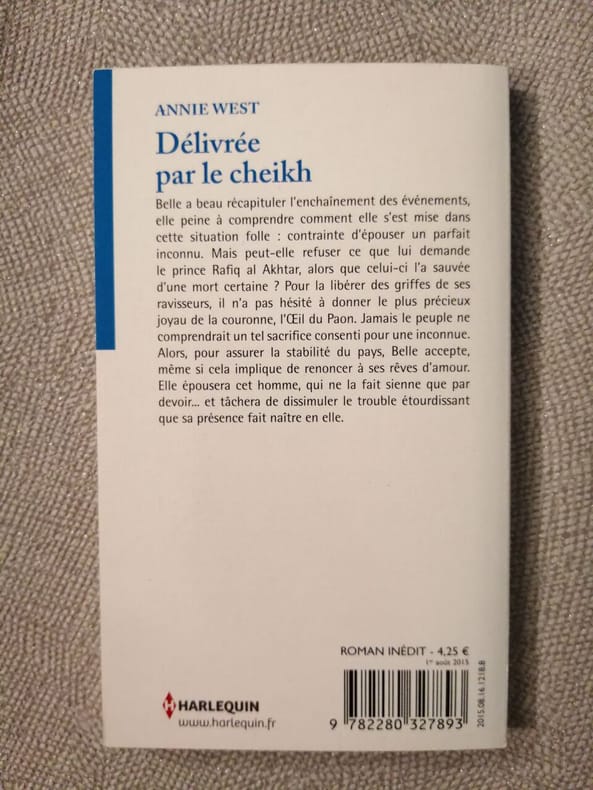 ANNIE WEST
Délivrée
par le cheikh
Belle a beau récapituler l'enchaînement des événements,
elle peine à comprendre comment elle s'est mise dans
cette situation folle : contrainte d'épouser un parfait
inconnu. Mais peut-elle refuser ce que lui demande
le prince Rafiq al Akhtar, alors que celui-ci l'a sauvée
d'une mort certaine ? Pour la libérer des griffes de ses
ravisseurs, il n'a pas hésité à donner le plus précieux
joyau de la couronne, l'Œil du Paon. Jamais le peuple ne
comprendrait un tel sacrifice consenti pour une inconnue.
Alors, pour assurer la stabilité du pays, Belle accepte,
même si cela implique de renoncer à ses rêves d'amour.
Elle épousera cet homme, qui ne la fait sienne que par
devoir... et tâchera de dissimuler le trouble étourdissant
que sa présence fait naître en elle.
ROMAN INÉDIT - 4,25 €
1er août 2015
HARLEQUIN
www.harlequin.fr
9 782280 327893
2015.08.16.1218.8